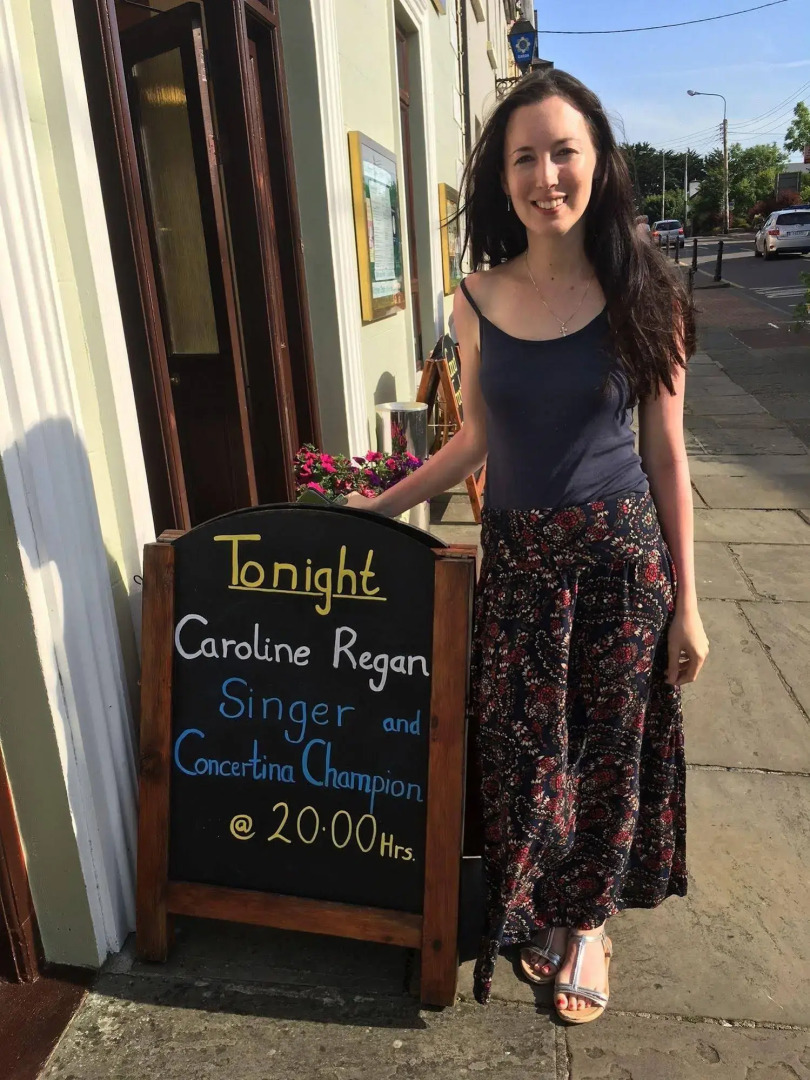 Tonight
Caroline Regan
Singer and
Concertina Champion
@ 20·00 Hrs.